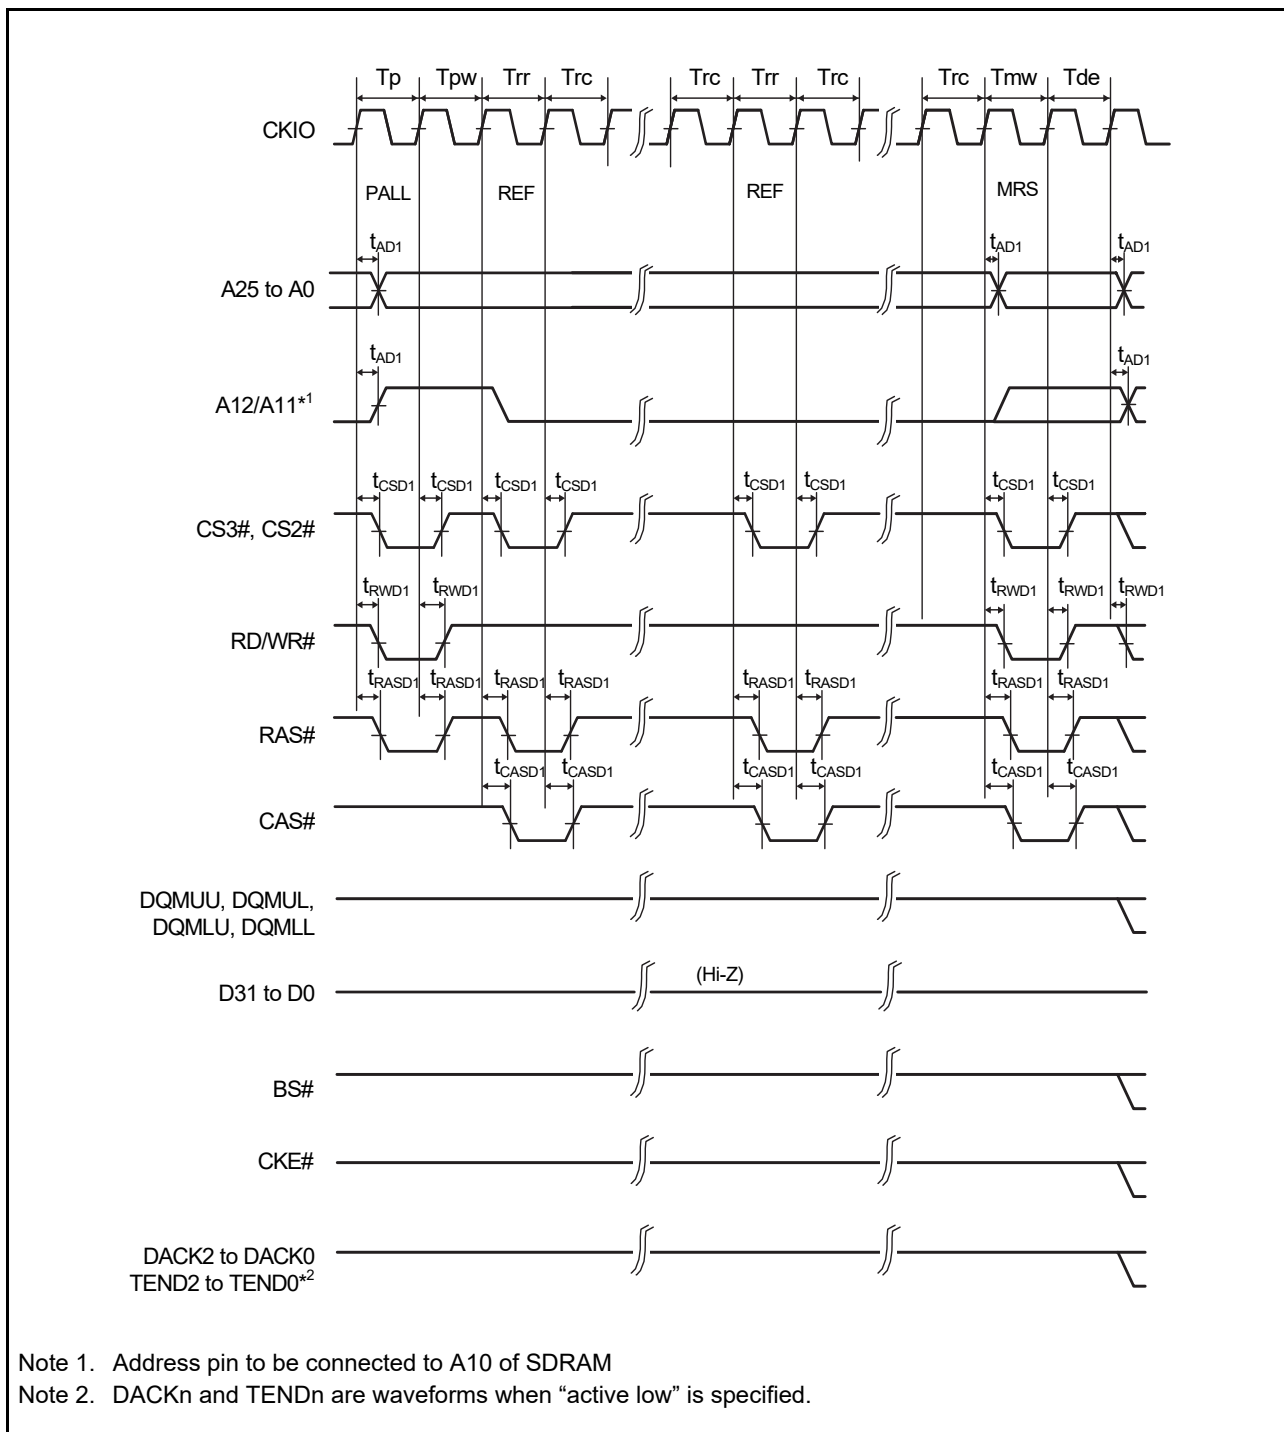 Tp Tpw Trr Trc Trc Trr Trc Trc Tmw Tde
CKIO
PALL REF REF MRS
tAD1 tAD1 tAD1
A25 to A0
tAD1 tAD1
A12/A11*1
tCSD1 tCSD1 tCSD1 tCSD1 tCSD1 tCSD1 tCSD1 tCSD1
CS3#, CS2#
tRWD1 tRWD1 tRWD1 tRWD1 tRWD1
RD/WR#
tRASD1 tRASD1 tRASD1 tRASD1 tRASD1 tRASD1 tRASD1 tRASD1
RAS#
tCASD1 tCASD1 tCASD1 tCASD1 tCASD1 tCASD1
CAS#
DQMUU, DQMUL,
DQMLU, DQMLL
(Hi-Z)
D31 to D0
BS#
CKE#
DACK2 to DACK0
TEND2 to TEND0*2
Note 1. Address pin to be connected to A10 of SDRAM
Note 2. DACKn and TENDn are waveforms when “active low” is specified.